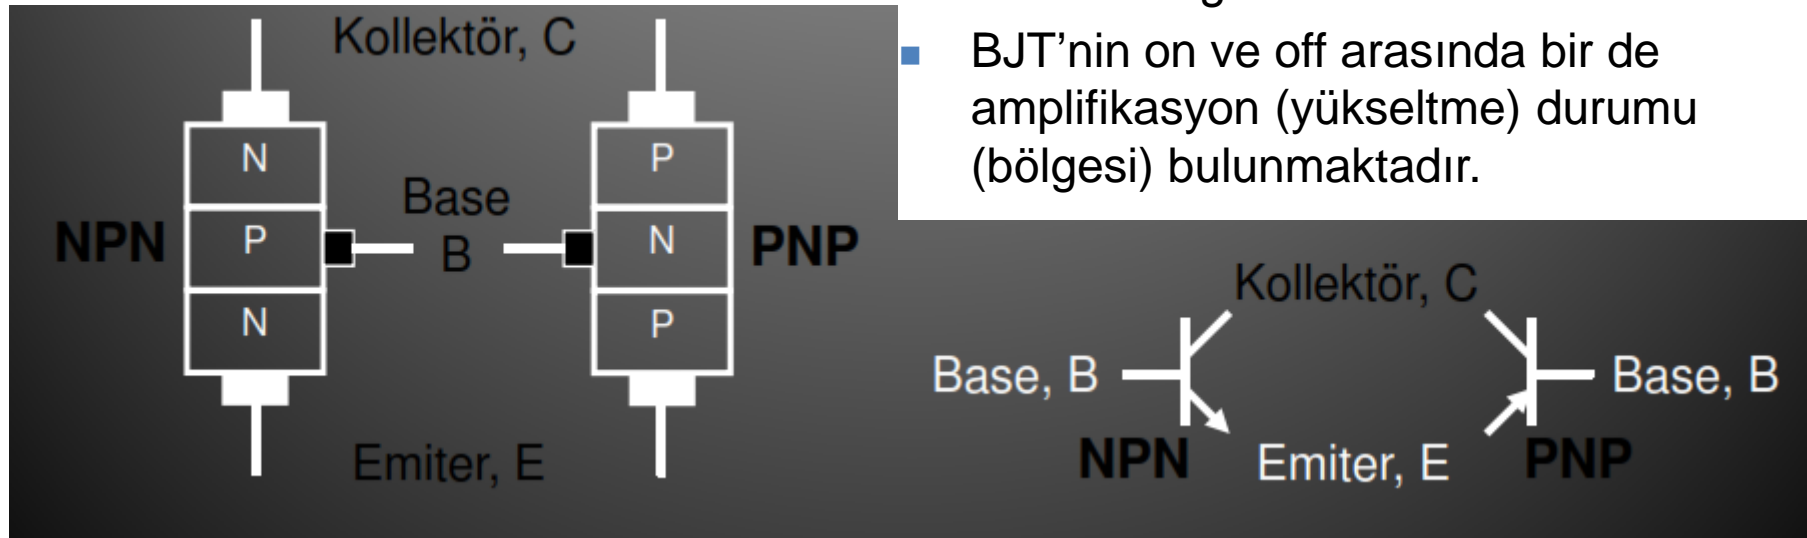 BJT’nin on ve off arasında bir de
amplifikasyon (yükseltme) durumu
(bölgesi) bulunmaktadır.
Kollektör, C
N
P
Base
NPN
P
B
N
PNP
N
P
Emiter, E
Kollektör, C
Base, B
Base, B
NPN
Emiter, E
PNP